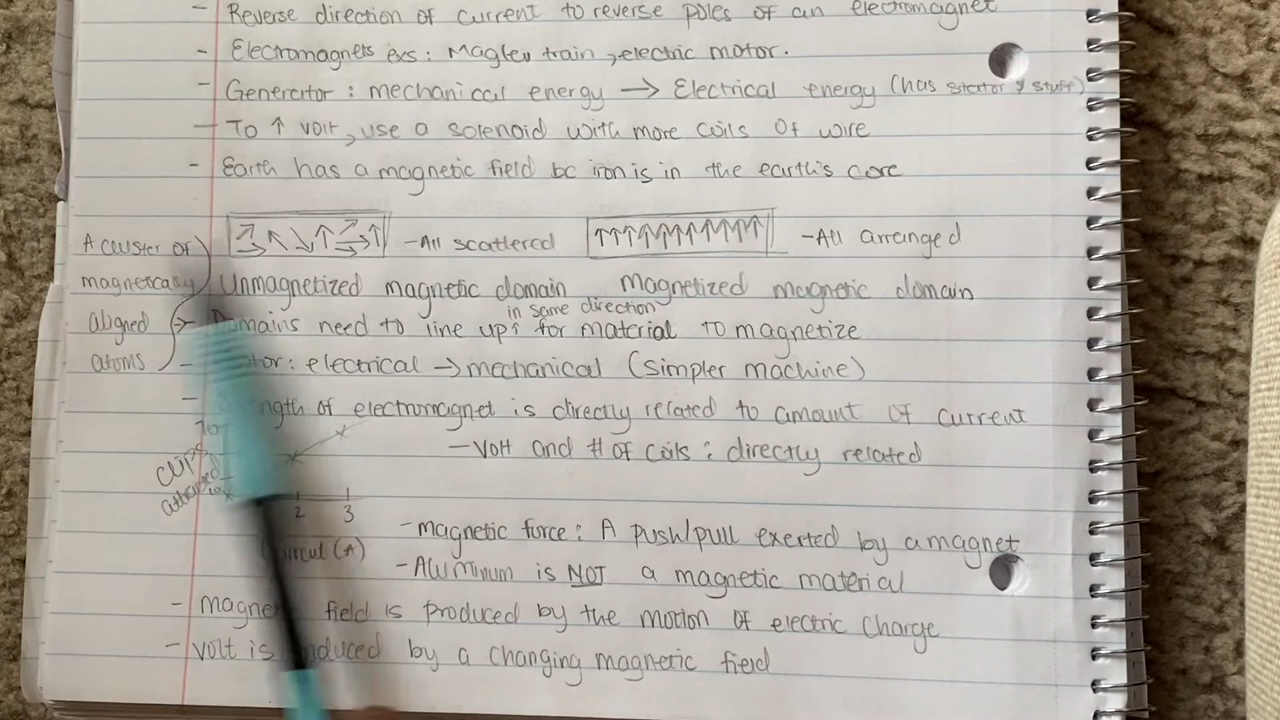 - Reverse direction of current to reverse poles of an electromagnet
- Electromagnets exs: Maglev train, electric motor.
- Generator: mechanical energy → Electrical energy (has stator & stuff)
- To ↑ volt, use a solenoid with more coils of wire
- Earth has a magnetic field bc iron is in the earth's core
- All scattered
- All arranged
A cluster of
magnetically
aligned
atoms
Unmagnetized magnetic domain
magnetized magnetic domain
in same direction
need to line up ↑ for material to magnetize
- electrical → mechanical (simpler machine)
- of electromagnet is directly related to amount of current
- Volt and # of coils: directly related
clips
attached
2 3
(A)
- magnetic force: A push/pull exerted by a magnet
- Aluminum is NOT a magnetic material
- field is produced by the motion of electric charge
- volt is by a changing magnetic field